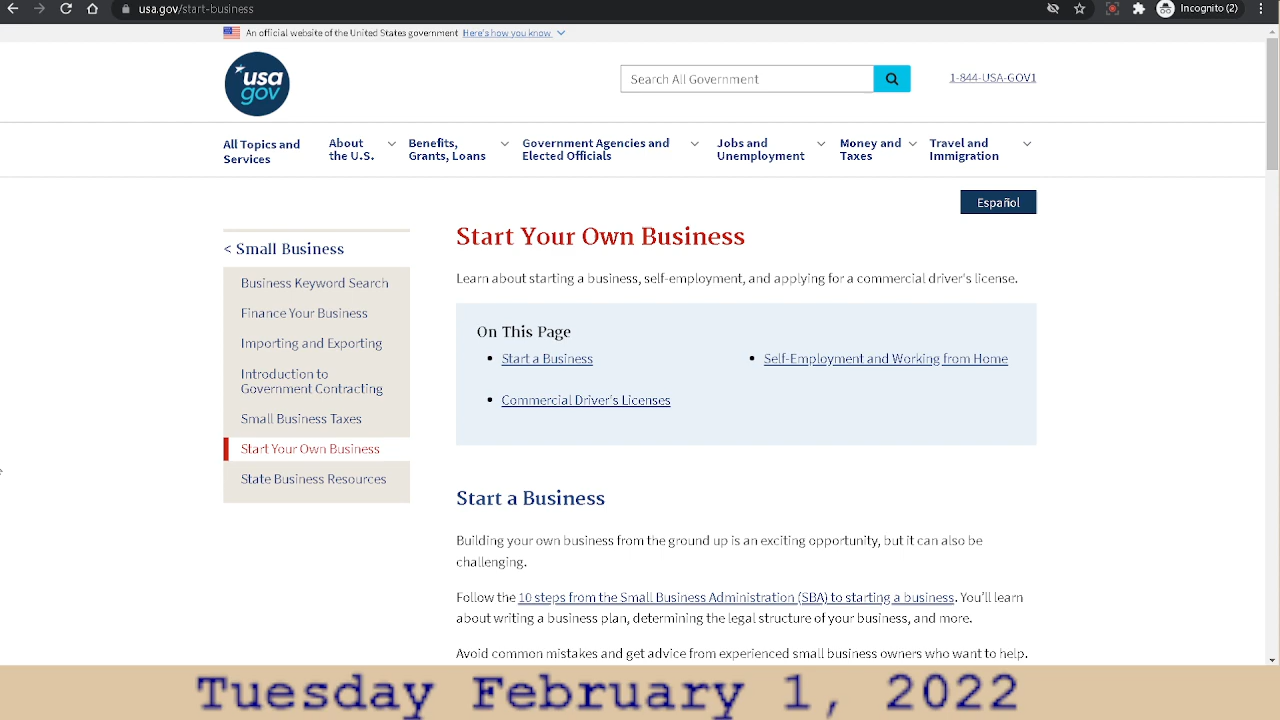 usa.gov/start-business
Incognito (2)
An official website of the United States government Here's how you know
usa
gov
Search All Government
1-844-USA-GOV1
All Topics and
Services
About
the U.S.
Benefits,
Grants, Loans
Government Agencies and
Elected Officials
Jobs and
Unemployment
Money and
Taxes
Travel and
Immigration
Español
< Small Business
Business Keyword Search
Finance Your Business
Importing and Exporting
Introduction to
Government Contracting
Small Business Taxes
Start Your Own Business
State Business Resources
Start Your Own Business
Learn about starting a business, self-employment, and applying for a commercial driver's license.
On This Page
Start a Business
Self-Employment and Working from Home
Commercial Driver's Licenses
Start a Business
Building your own business from the ground up is an exciting opportunity, but it can also be
challenging.
Follow the 10 steps from the Small Business Administration (SBA) to starting a business. You'll learn
about writing a business plan, determining the legal structure of your business, and more.
Avoid common mistakes and get advice from experienced small business owners who want to help.
Tuesday February 1, 2022